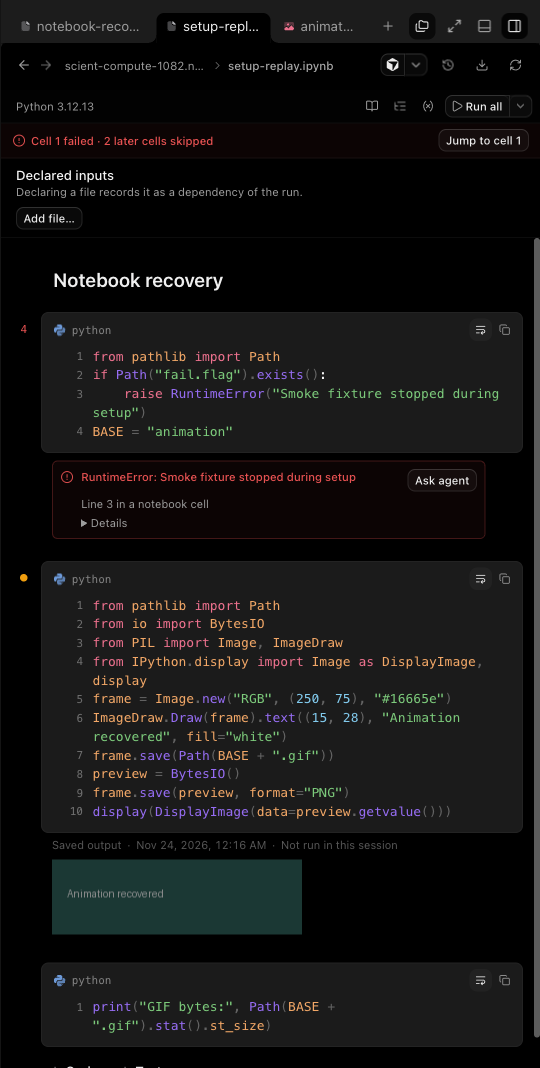 notebook-reco...
setup-repl...
animat...
scient-compute-1082.n...
setup-replay.ipynb
Python 3.12.13
Run all
Cell 1 failed · 2 later cells skipped
Jump to cell 1
Declared inputs
Declaring a file records it as a dependency of the run.
Add file...
Notebook recovery
4
python
1 from pathlib import Path
2 if Path("fail.flag").exists():
3     raise RuntimeError("Smoke fixture stopped during
setup")
4 BASE = "animation"
RuntimeError: Smoke fixture stopped during setup
Ask agent
Line 3 in a notebook cell
Details
python
1 from pathlib import Path
2 from io import BytesIO
3 from PIL import Image, ImageDraw
4 from IPython.display import Image as DisplayImage,
display
5 frame = Image.new("RGB", (250, 75), "#16665e")
6 ImageDraw.Draw(frame).text((15, 28), "Animation
recovered", fill="white")
7 frame.save(Path(BASE + ".gif"))
8 preview = BytesIO()
9 frame.save(preview, format="PNG")
10 display(DisplayImage(data=preview.getvalue()))
Saved output · Nov 24, 2026, 12:16 AM · Not run in this session
Animation recovered
python
1 print("GIF bytes:", Path(BASE +
".gif").stat().st_size)